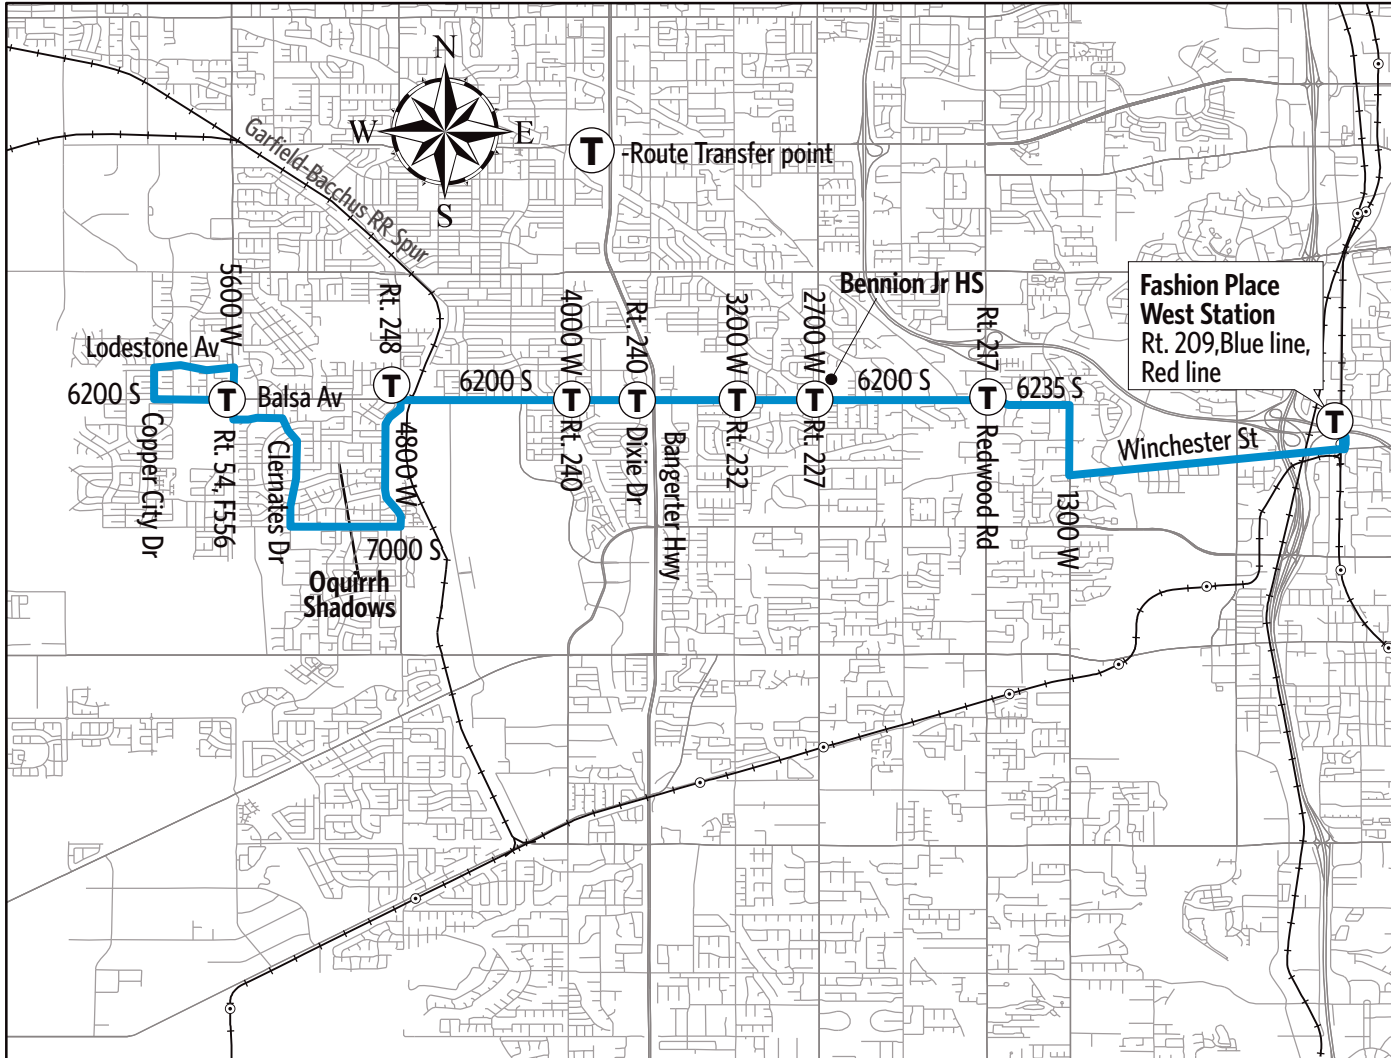 N
W
E
S
T
-Route Transfer point
Garfield-Bacchus RR Spur
Bennion Jr HS
Fashion Place
West Station
Rt. 209,Blue line,
Red line
5600 W
Rt. 248
4000 W
Rt. 240
3200 W
2700 W
Rt. 217
Lodestone Av
6200 S
T
Balsa Av
T
6200 S
T
T
T
T
6200 S
T
6235 S
T
Winchester St
Copper City Dr
Rt. 54, F556
Clernates Dr
4800 W
Rt. 240
Dixie Dr
Bangerter Hwy
Rt. 232
Rt. 227
Redwood Rd
1300 W
7000 S
Oquirrh
Shadows